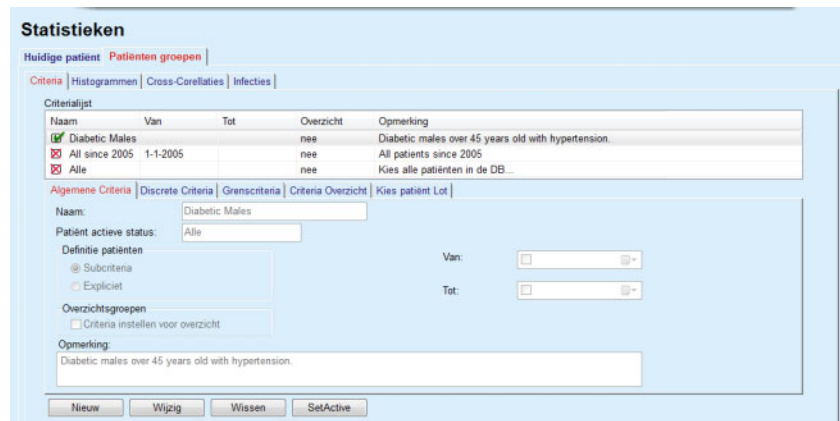 Statistieken
Huidige patiënt Patiënten groepen
Criteria Histogrammen Cross-Corellaties Infecties
Criterialijst
Naam Van Tot Overzicht Opmerking
Diabetic Males nee Diabetic males over 45 years old with hypertension.
All since 2005 1-1-2005 nee All patients since 2005
Alle nee Kies alle patiënten in de DB...
Algemene Criteria Discrete Criteria Grenscriteria Criteria Overzicht Kies patiënt Lot
Naam: Diabetic Males
Patiënt actieve status: Alle
Definitie patiënten
Van:
Subcriteria
Expliciet
Tot:
Overzichtsgroepen
Criteria instellen voor overzicht
Opmerking:
Diabetic males over 45 years old with hypertension.
Nieuw Wijzig Wissen SetActive